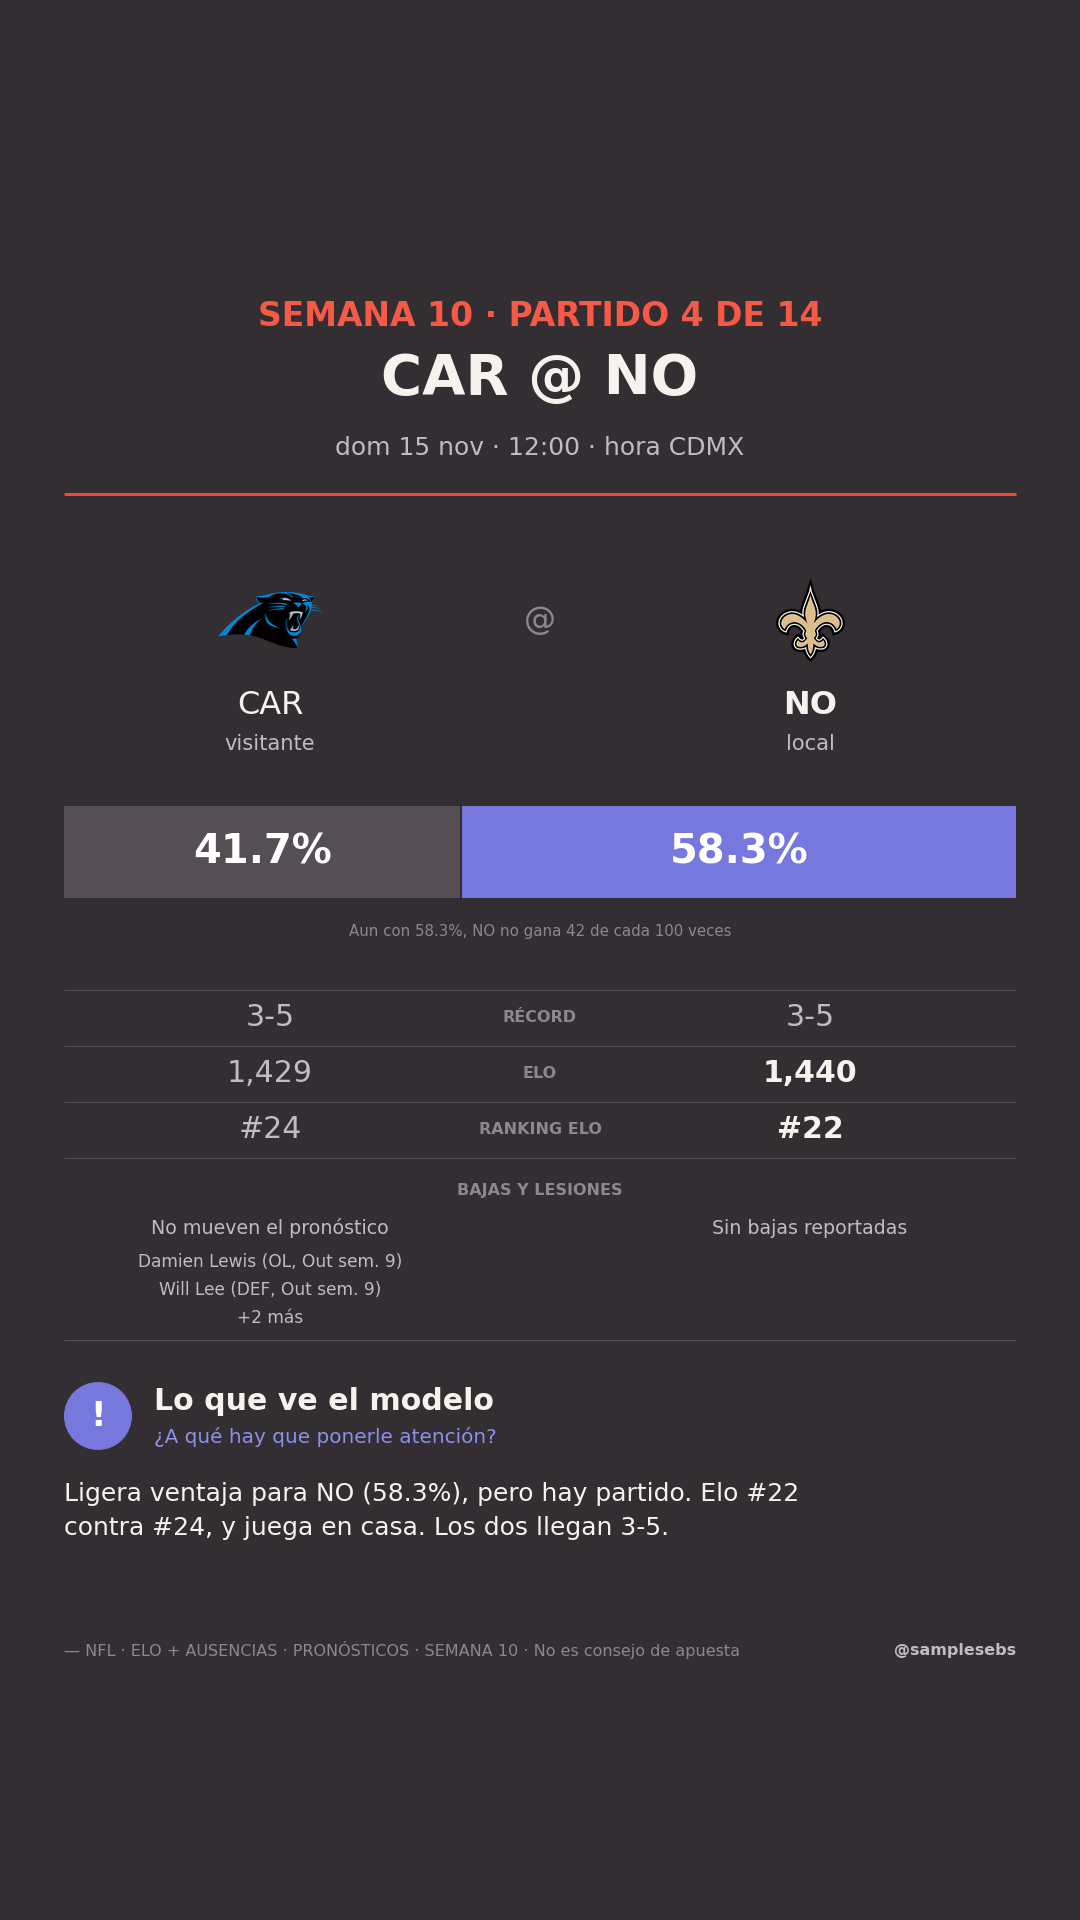 SEMANA 10 · PARTIDO 4 DE 14
CAR @ NO
dom 15 nov · 12:00 · hora CDMX
@
CAR
NO
visitante
local
41.7%
58.3%
Aun con 58.3%, NO no gana 42 de cada 100 veces
3-5
RÉCORD
3-5
1,429
ELO
1,440
#24
RANKING ELO
#22
BAJAS Y LESIONES
No mueven el pronóstico
Damien Lewis (OL, Out sem. 9)
Will Lee (DEF, Out sem. 9)
+2 más
Sin bajas reportadas
!
Lo que ve el modelo
¿A qué hay que ponerle atención?
Ligera ventaja para NO (58.3%), pero hay partido. Elo #22
contra #24, y juega en casa. Los dos llegan 3-5.
— NFL · ELO + AUSENCIAS · PRONÓSTICOS · SEMANA 10 · No es consejo de apuesta
@samplesebs